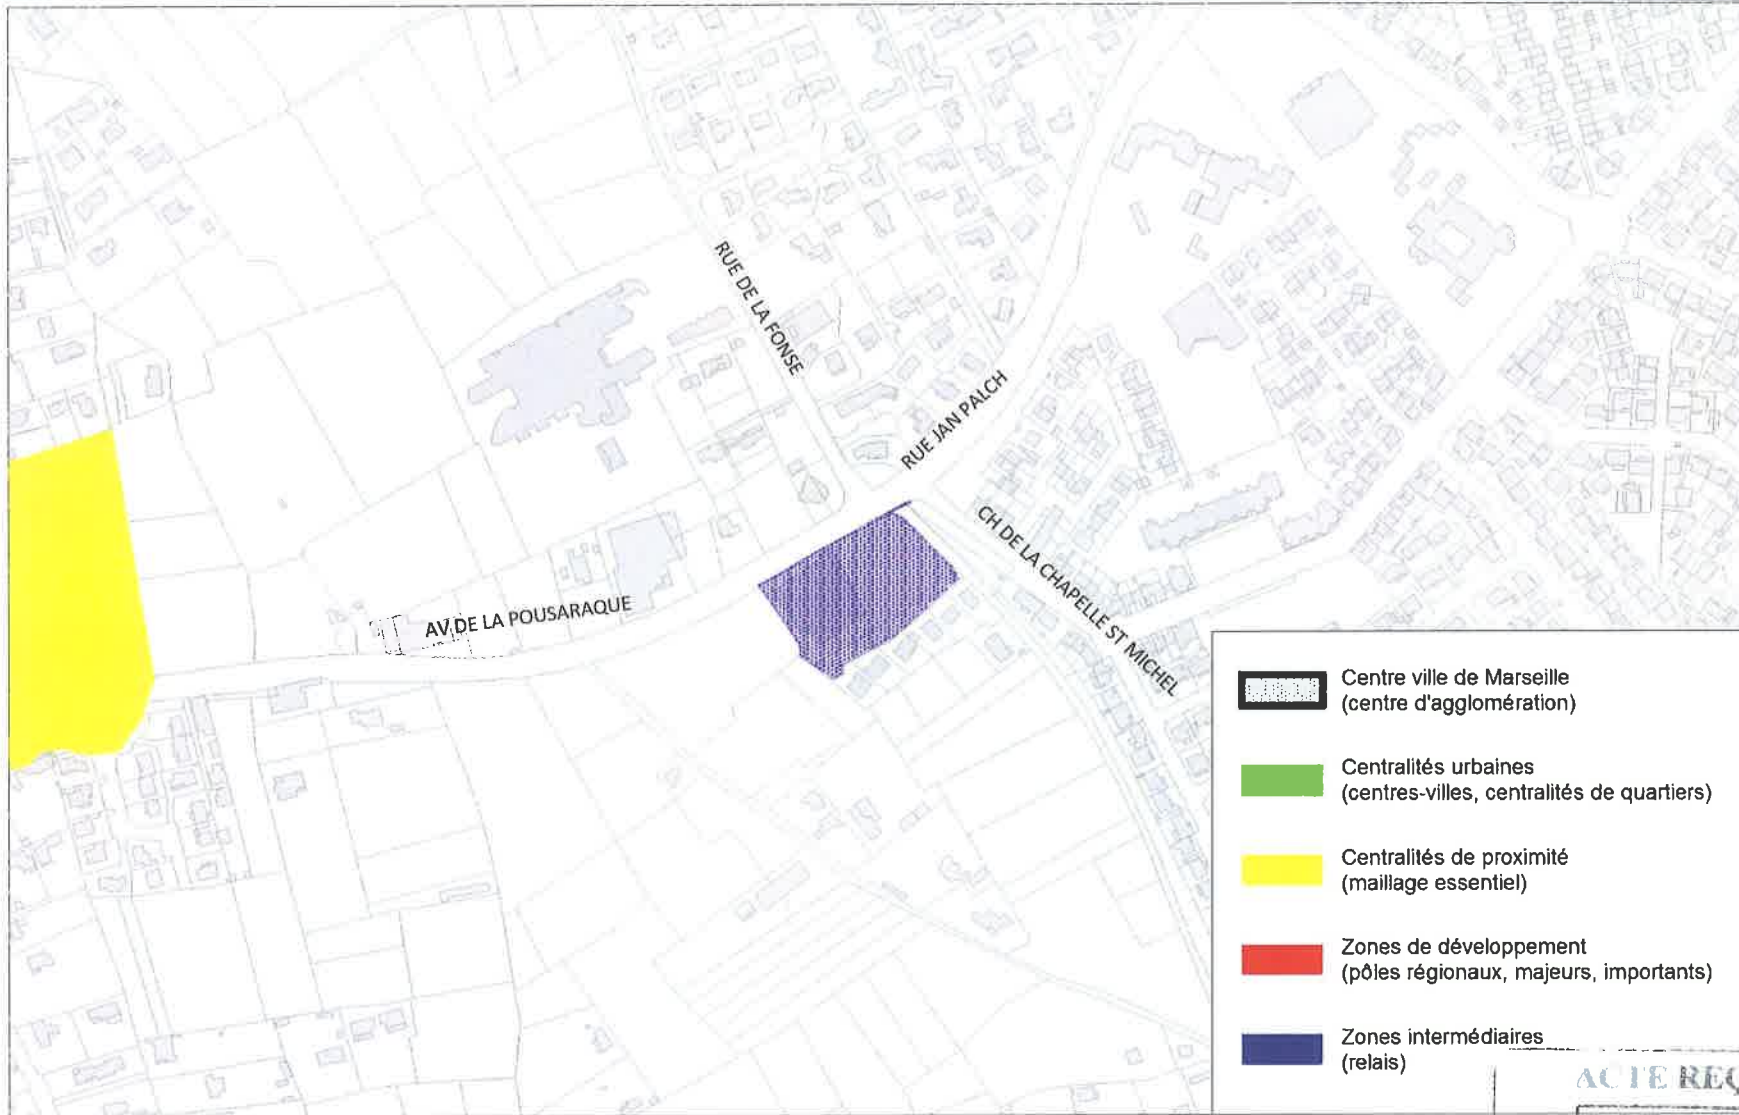 RUE DE LA FONSE
RUE JAN PALCH
CH DE LA CHAPELLE ST MICHEL
AV DE LA POUSARAQUE
Centre ville de Marseille
(centre d'agglomération)
Centralités urbaines
(centres-villes, centralités de quartiers)
Centralités de proximité
(maillage essentiel)
Zones de développement
(pôles régionaux, majeurs, importants)
Zones intermédiaires
(relais)
ACTE REÇ